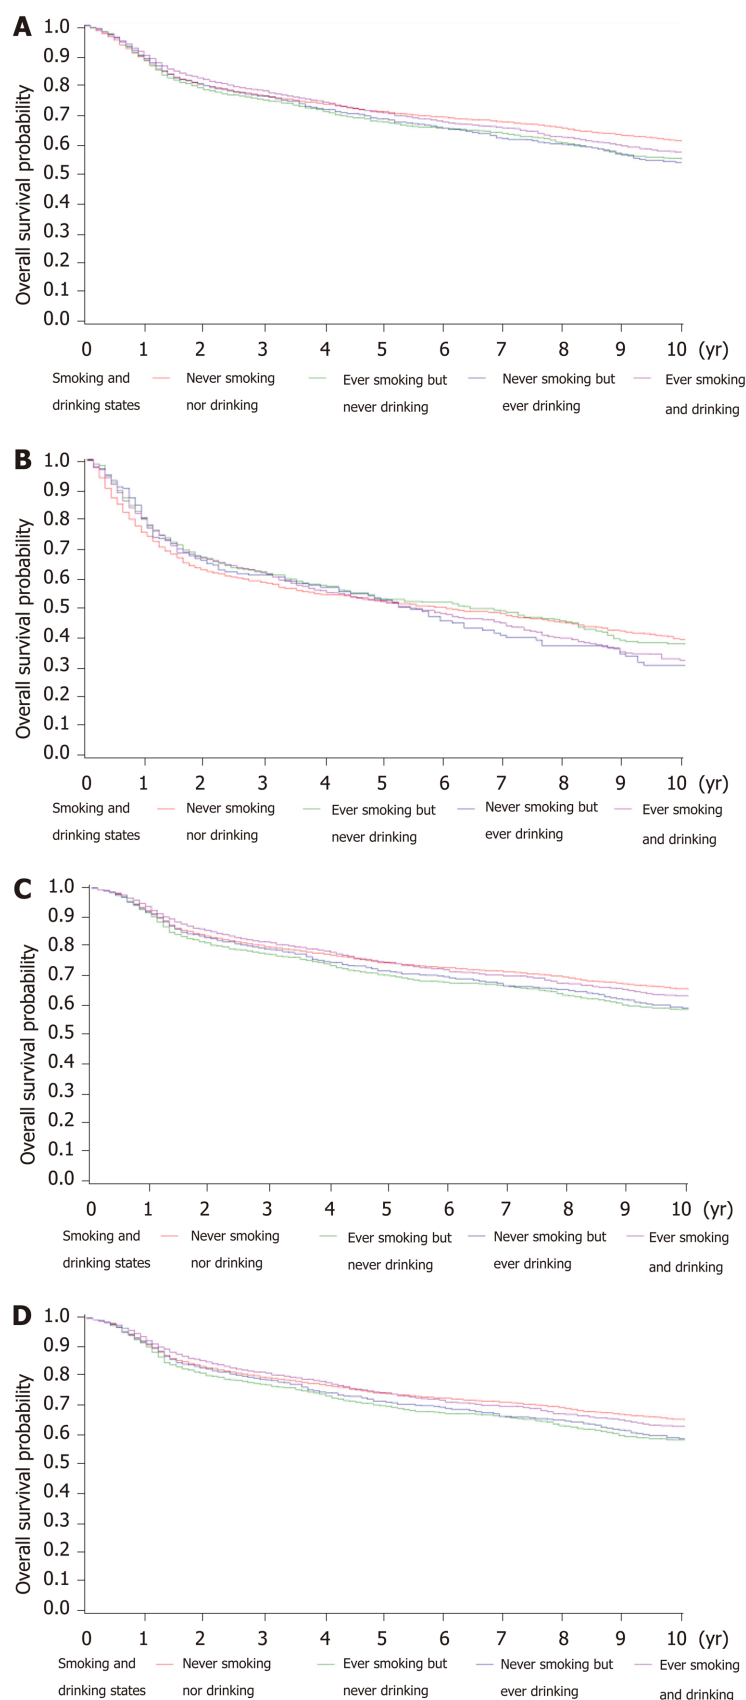 A
Overall survival probability
1.0
0.9
0.8
0.7
0.6
0.5
0.4
0.3
0.2
0.1
0.0
0 1 2 3 4 5 6 7 8 9 10 (yr)
Smoking and Never smoking Ever smoking but Never smoking but Ever smoking
drinking states nor drinking never drinking ever drinking and drinking
B
Overall survival probability
1.0
0.9
0.8
0.7
0.6
0.5
0.4
0.3
0.2
0.1
0.0
0 1 2 3 4 5 6 7 8 9 10 (yr)
Smoking and Never smoking Ever smoking but Never smoking but Ever smoking
drinking states nor drinking never drinking ever drinking and drinking
C
Overall survival probability
1.0
0.9
0.8
0.7
0.6
0.5
0.4
0.3
0.2
0.1
0.0
0 1 2 3 4 5 6 7 8 9 10 (yr)
Smoking and Never smoking Ever smoking but Never smoking but Ever smoking
drinking states nor drinking never drinking ever drinking and drinking
D
Overall survival probability
1.0
0.9
0.8
0.7
0.6
0.5
0.4
0.3
0.2
0.1
0.0
0 1 2 3 4 5 6 7 8 9 10 (yr)
Smoking and Never smoking Ever smoking but Never smoking but Ever smoking
drinking states nor drinking never drinking ever drinking and drinking